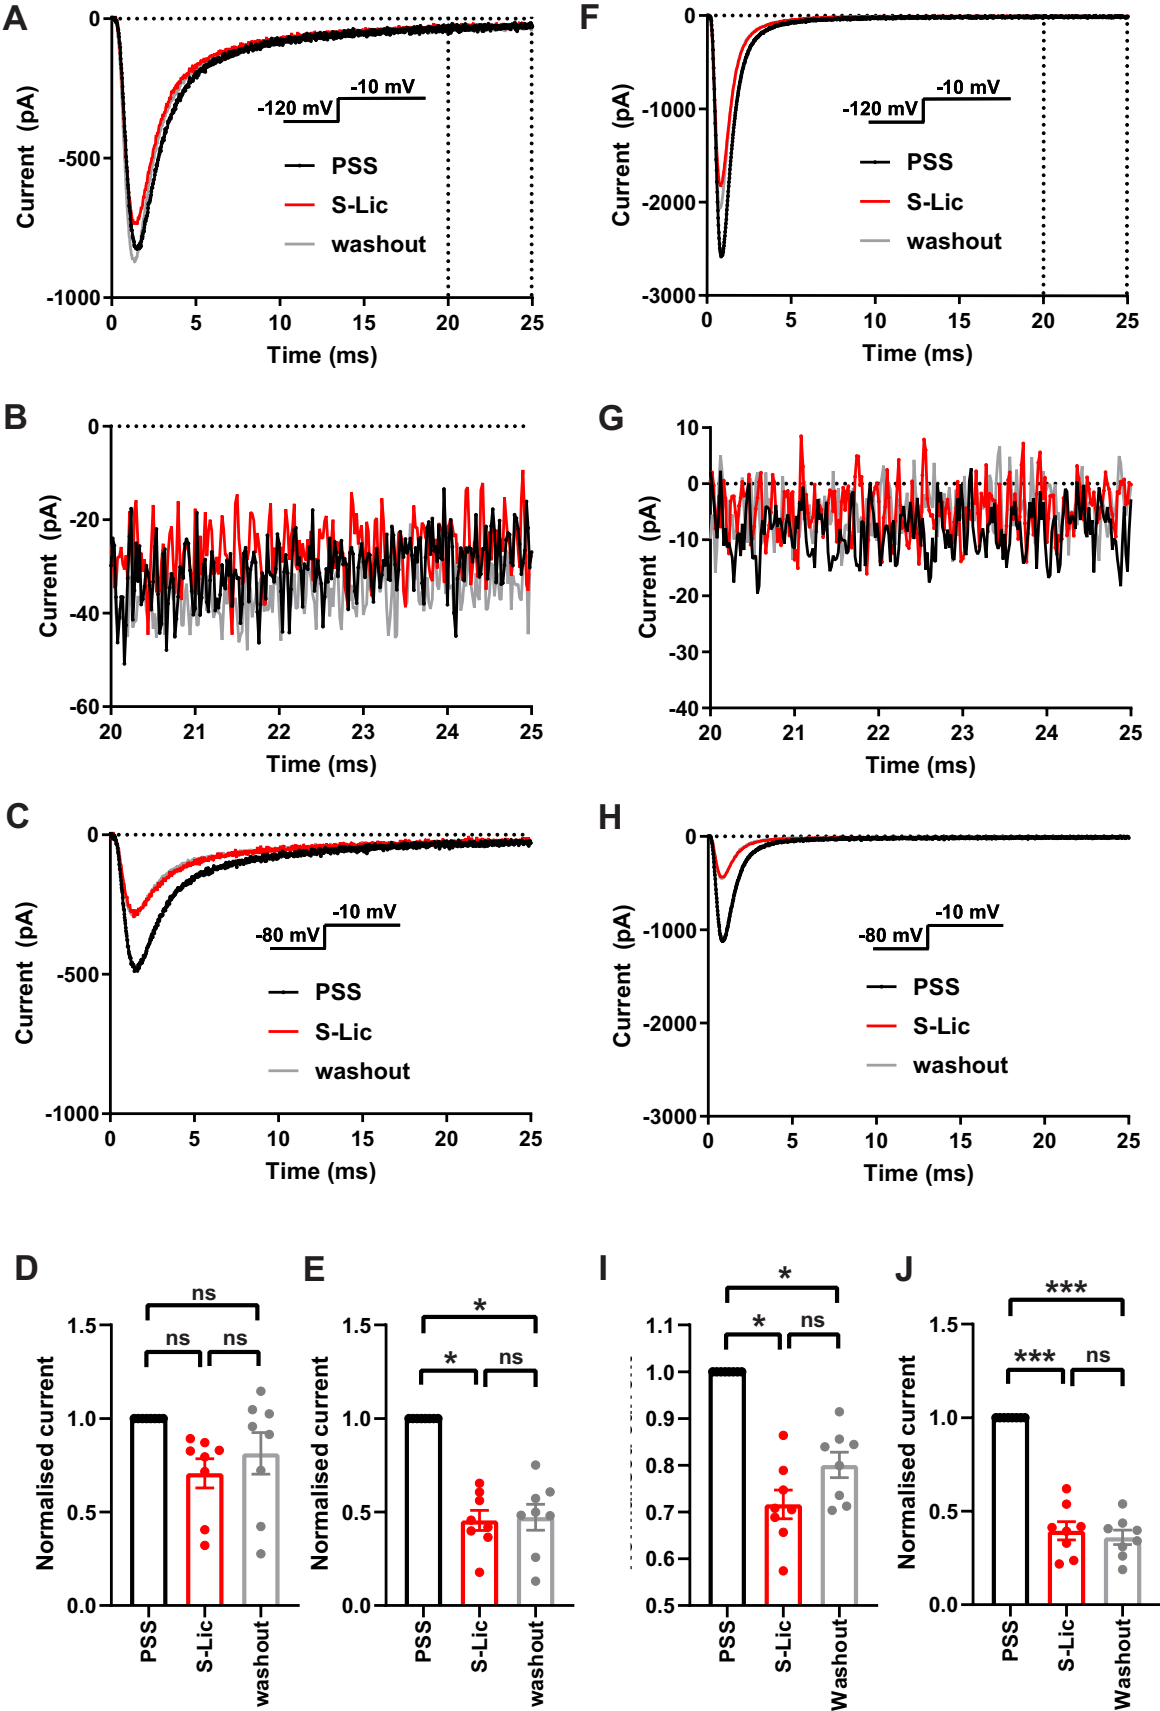 A
0
-500
-1000
Current (pA)
-120 mV
-10 mV
PSS
S-Lic
washout
0 5 10 15 20 25
Time (ms)
F
0
-1000
-2000
-3000
Current (pA)
-120 mV
-10 mV
PSS
S-Lic
washout
0 5 10 15 20 25
Time (ms)
B
0
-20
-40
-60
Current (pA)
20 21 22 23 24 25
Time (ms)
G
10
0
-10
-20
-30
-40
Current (pA)
20 21 22 23 24 25
Time (ms)
C
0
-500
-1000
Current (pA)
-80 mV
-10 mV
PSS
S-Lic
washout
0 5 10 15 20 25
Time (ms)
H
0
-1000
-2000
-3000
Current (pA)
-80 mV
-10 mV
PSS
S-Lic
washout
0 5 10 15 20 25
Time (ms)
D
ns
ns ns
1.5
1.0
0.5
0.0
Normalised current
PSS
S-Lic
washout
E
*
* ns
1.5
1.0
0.5
0.0
Normalised current
PSS
S-Lic
washout
I
*
* ns
1.1
1.0
0.9
0.8
0.7
0.6
0.5
PSS
S-Lic
Washout
J
***
*** ns
1.5
1.0
0.5
0.0
Normalised current
PSS
S-Lic
Washout